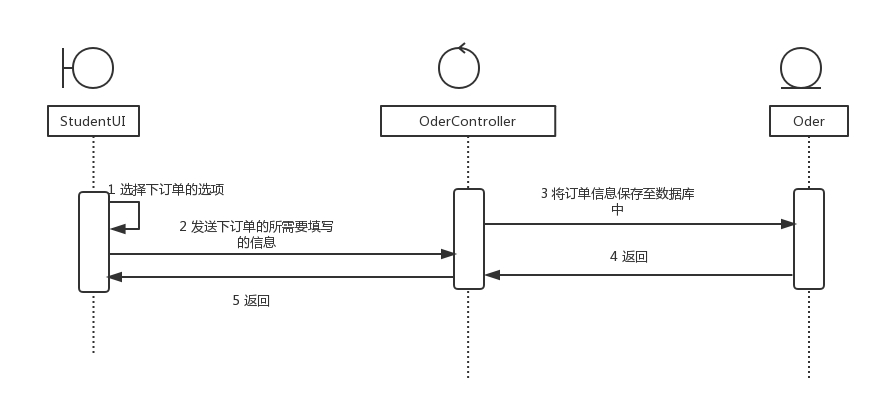 StudentUI
OderController
Oder
1 选择下订单的选项
2 发送下订单的所需要填写
的信息
3 将订单信息保存至数据库
中
4 返回
5 返回